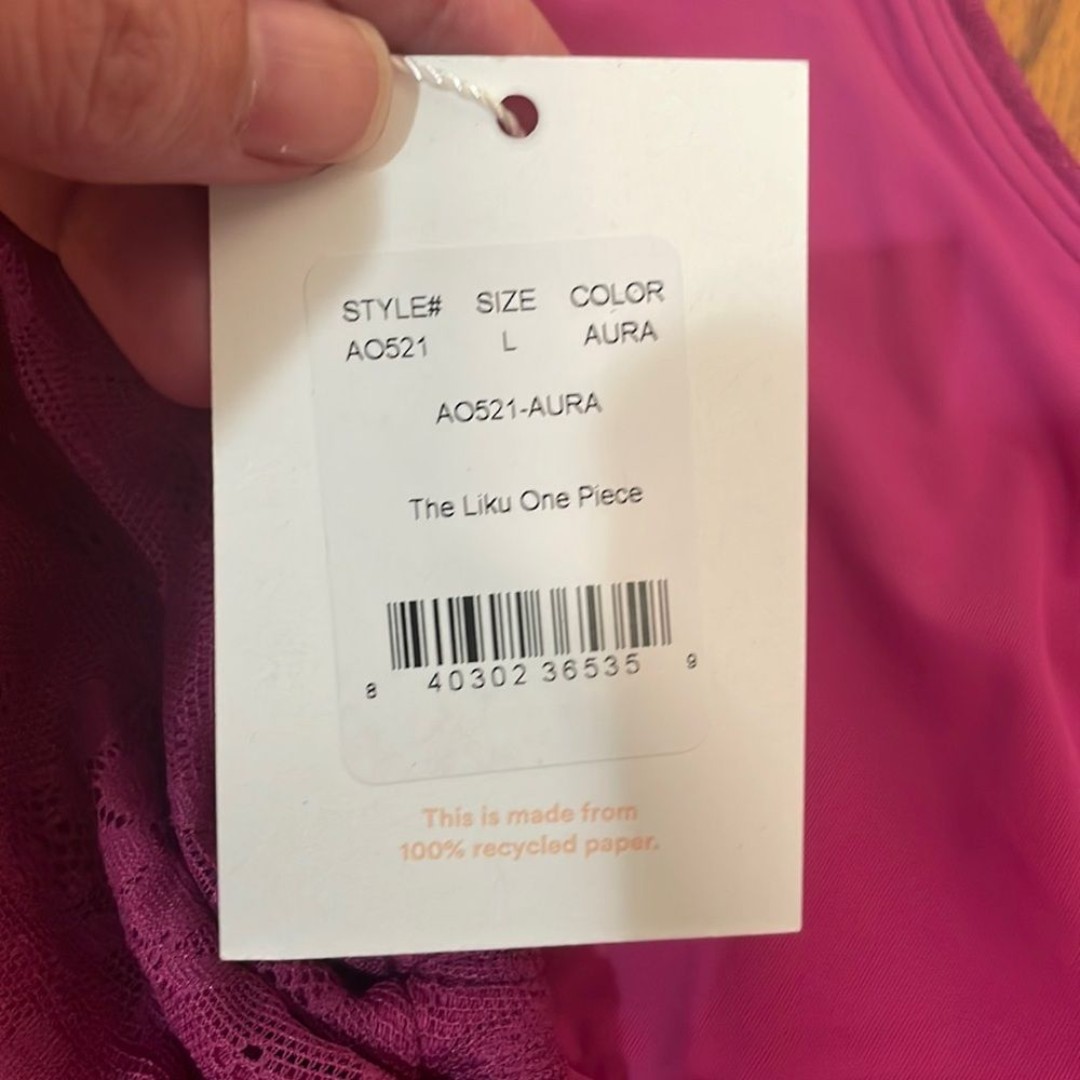 STYLE# SIZE COLOR
AO521 L AURA
AO521-AURA
The Liku One Piece
8 40302 36535 9
This is made from
100% recycled paper.